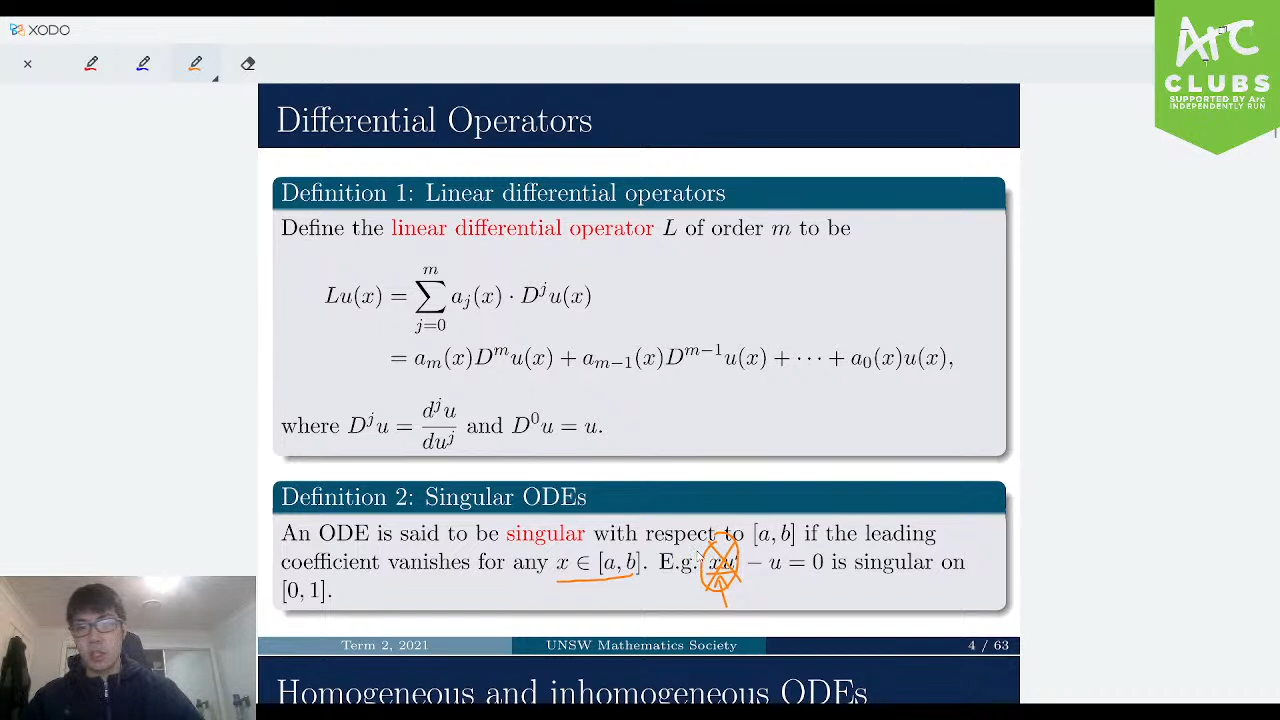 XODO
Arc
CLUBS
SUPPORTED BY Arc
INDEPENDENTLY RUN
Differential Operators
Definition 1: Linear differential operators
Define the linear differential operator L of order m to be
Lu(x) = \sum_{j=0}^{m} a_j(x) · D^j u(x)
= a_m(x)D^m u(x) + a_{m−1}(x)D^{m−1}u(x) + · · · + a_0(x)u(x),
where D^j u = \frac{d^j u}{du^j} and D^0 u = u.
Definition 2: Singular ODEs
An ODE is said to be singular with respect to [a, b] if the leading
coefficient vanishes for any x ∈ [a, b]. E.g. xu′ − u = 0 is singular on
[0, 1].
Term 2, 2021 UNSW Mathematics Society 4 / 63
Homogeneous and inhomogeneous ODEs